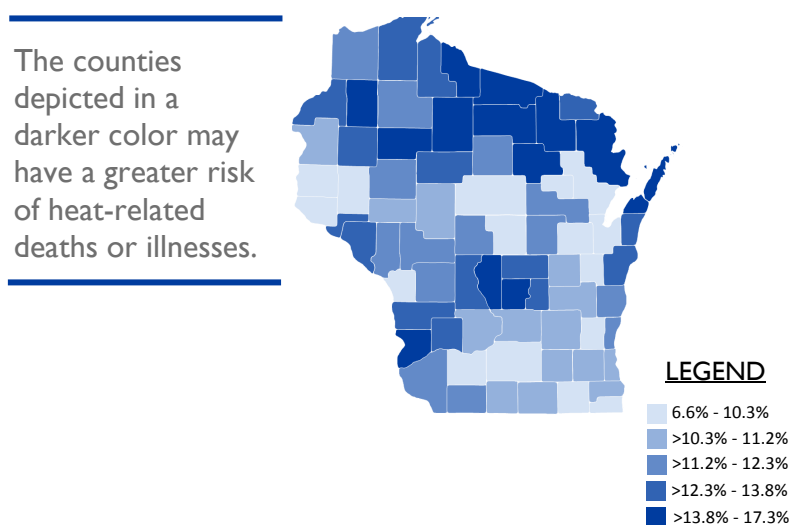 The counties
depicted in a
darker color may
have a greater risk
of heat-related
deaths or illnesses.
LEGEND
6.6% - 10.3%
>10.3% - 11.2%
>11.2% - 12.3%
>12.3% - 13.8%
>13.8% - 17.3%